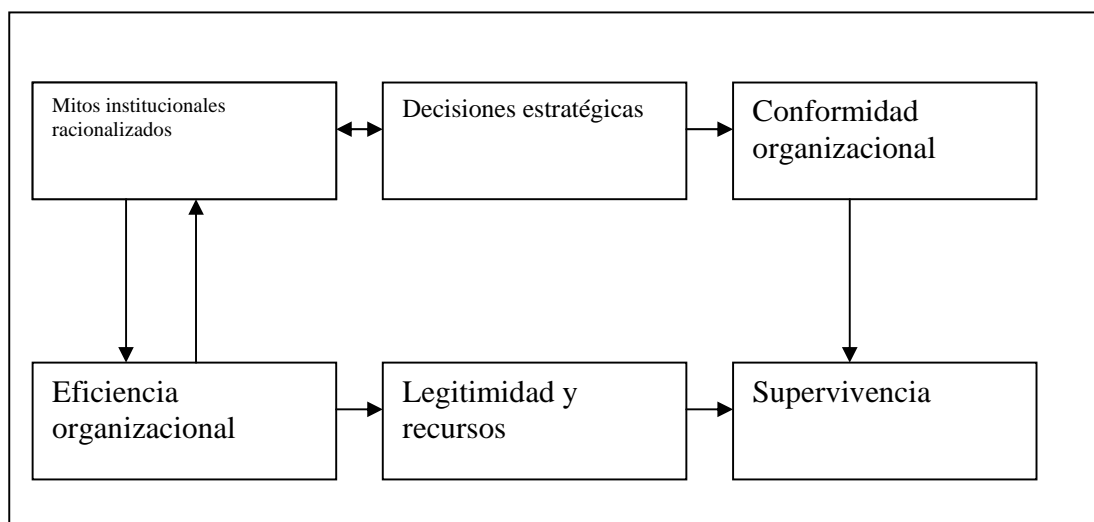 Mitos institucionales
racionalizados
Decisiones estratégicas
Conformidad
organizacional
Eficiencia
organizacional
Legitimidad y
recursos
Supervivencia